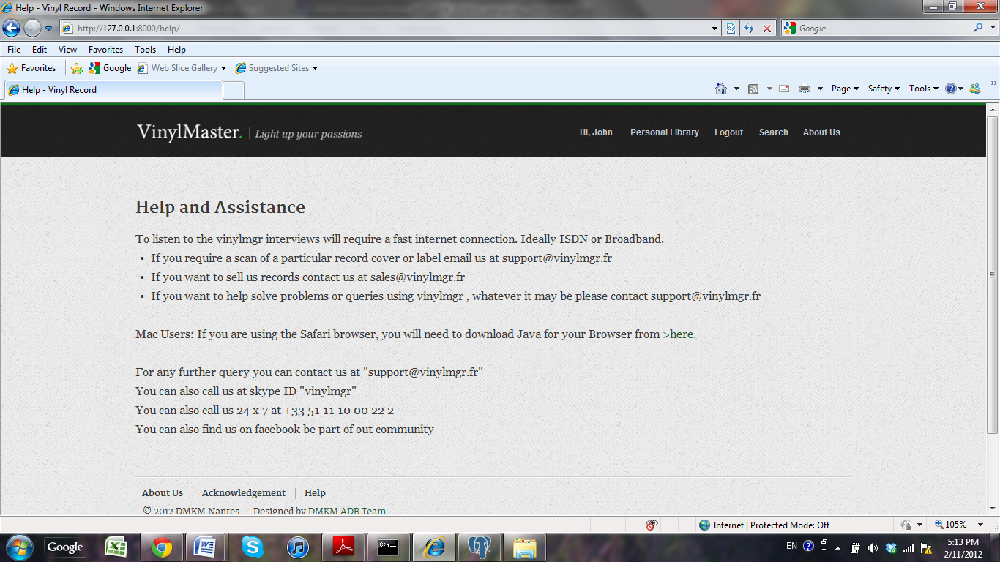 Help - Vinyl Record - Windows Internet Explorer
http://127.0.0.1:8000/help/
Google
File Edit View Favorites Tools Help
Favorites Google Web Slice Gallery Suggested Sites
Help - Vinyl Record
Page Safety Tools
VinylMaster. Light up your passions
Hi, John Personal Library Logout Search About Us
Help and Assistance
To listen to the vinylmgr interviews will require a fast internet connection. Ideally ISDN or Broadband.
• If you require a scan of a particular record cover or label email us at support@vinylmgr.fr
• If you want to sell us records contact us at sales@vinylmgr.fr
• If you want to help solve problems or queries using vinylmgr , whatever it may be please contact support@vinylmgr.fr
Mac Users: If you are using the Safari browser, you will need to download Java for your Browser from >here.
For any further query you can contact us at "support@vinylmgr.fr"
You can also call us at skype ID "vinylmgr"
You can also call us 24 x 7 at +33 51 11 10 00 22 2
You can also find us on facebook be part of out community
About Us Acknowledgement Help
© 2012 DMKM Nantes. Designed by DMKM ADB Team
Internet | Protected Mode: Off
105%
Google
EN
5:13 PM
2/11/2012